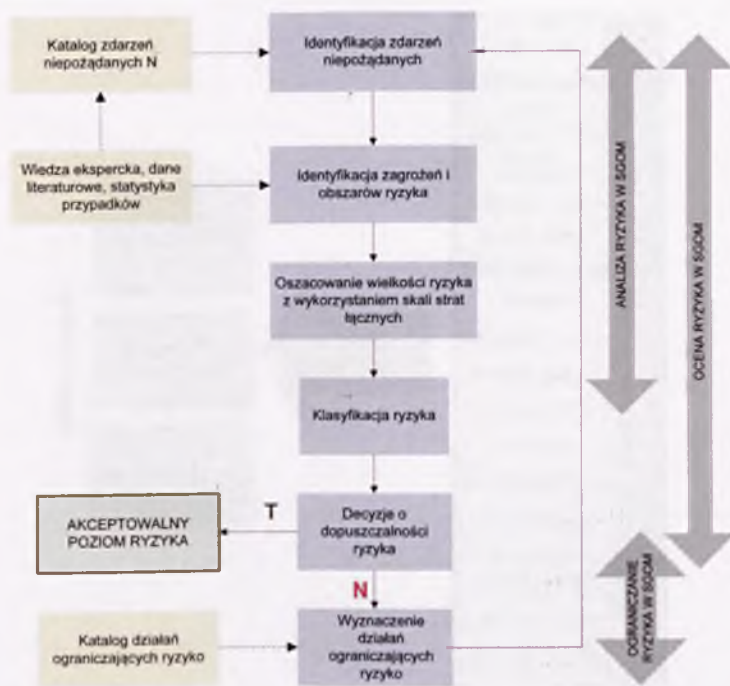 Katalog zdarzeń
niepożądanych N
Identyfikacja zdarzeń
niepożądanych
Wiedza ekspercka, dane
literaturowe, statystyka
przypadków
Identyfikacja zagrożeń i
obszarów ryzyka
Oszacowanie wielkości ryzyka
z wykorzystaniem skali strat
łącznych
Klasyfikacja ryzyka
AKCEPTOWALNY
POZIOM RYZYKA
T
Decyzje o
dopuszczalności
ryzyka
N
Katalog działań
ograniczających ryzyko
Wyznaczenie
działań
ograniczających
ryzyko
ANALIZA RYZYKA W SGOM
OCENA RYZYKA W SGOM
OGRANICZANIE
RYZYKA W SGOM